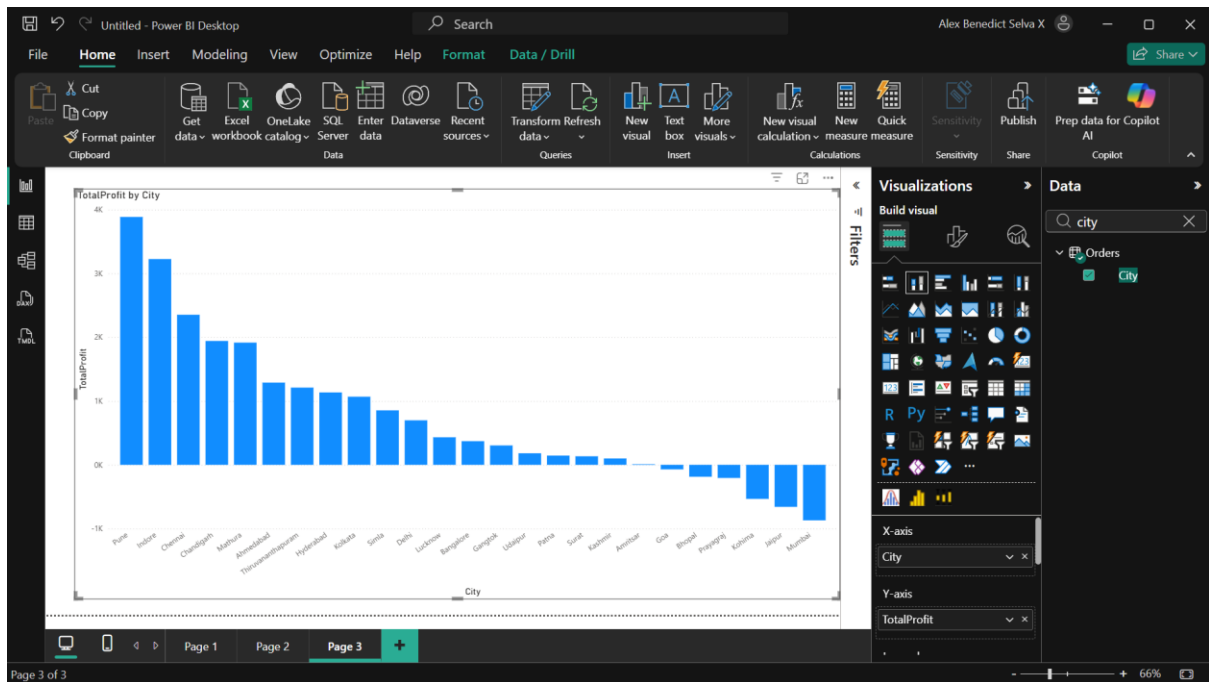 Untitled - Power BI Desktop
Search
Alex Benedict Selva X
File Home Insert Modeling View Optimize Help Format Data / Drill
Share
Paste
Cut
Copy
Format painter
Clipboard
Get data
Excel workbook
OneLake catalog
SQL Server
Enter data
Dataverse
Recent sources
Data
Transform data
Refresh
Queries
New visual
Text box
More visuals
Insert
New visual calculation
New measure
Quick measure
Calculations
Sensitivity
Sensitivity
Publish
Share
Prep data for AI
Copilot
Copilot
DAX
TMDL
TotalProfit by City
4K
3K
2K
1K
0K
-1K
TotalProfit
Pune
Indore
Chennai
Chandigarh
Mathura
Ahmedabad
Thiruvananthapuram
Hyderabad
Kolkata
Simla
Delhi
Lucknow
Bangalore
Gangtok
Udaipur
Patna
Surat
Kashmir
Amritsar
Goa
Bhopal
Prayagraj
Kohima
Jaipur
Mumbai
City
Filters
Visualizations
Build visual
123
R Py
X-axis
City
Y-axis
TotalProfit
Data
city
Orders
City
Page 1
Page 2
Page 3
Page 3 of 3
66%